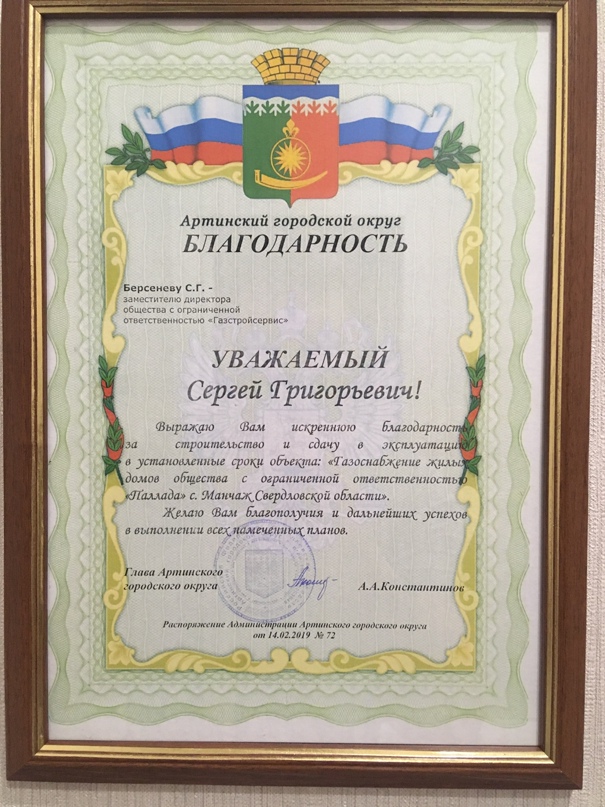 Артинский городской округ
БЛАГОДАРНОСТЬ
Берсеневу С.Г. -
заместителю директора
общества с ограниченной
ответственностью «Газстройсервис»
УВАЖАЕМЫЙ
Сергей Григорьевич!
Выражаю Вам искреннюю благодарность
за строительство и сдачу в эксплуатацию
в установленные сроки объекта: «Газоснабжение жилых
домов общества с ограниченной ответственностью
«Паллада» с. Манчаж Свердловской области».
Желаю Вам благополучия и дальнейших успехов
в выполнении всех намеченных планов.
Глава Артинского
городского округа
А.А.Константинов
Распоряжение Администрации Артинского городского округа
от 14.02.2019 № 72